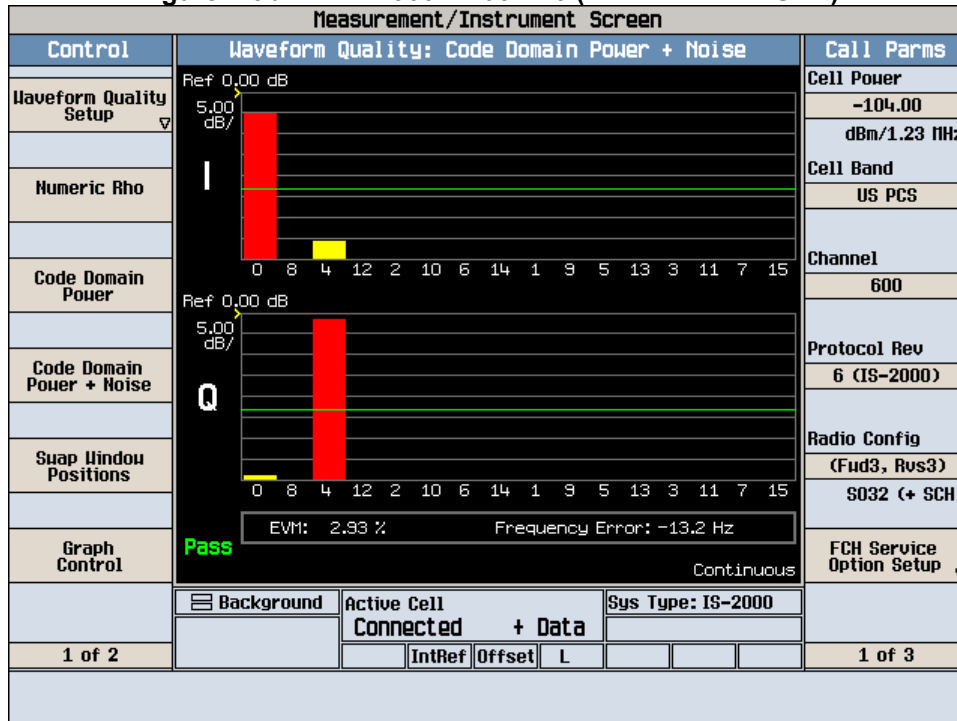 Measurement/Instrument Screen
Control
Waveform Quality: Code Domain Power + Noise
Call Parms
Waveform Quality
Setup
Numeric Rho
Code Domain
Power
Code Domain
Power + Noise
Swap Window
Positions
Graph
Control
1 of 2
Ref 0.00 dB
5.00
dB/
I
0 8 4 12 2 10 6 14 1 9 5 13 3 11 7 15
Ref 0.00 dB
5.00
dB/
Q
0 8 4 12 2 10 6 14 1 9 5 13 3 11 7 15
EVM: 2.93 % Frequency Error: -13.2 Hz
Pass
Continuous
Background
Active Cell
Connected + Data
Sys Type: IS-2000
IntRef Offset L
Cell Power
-104.00
dBm/1.23 MHz
Cell Band
US PCS
Channel
600
Protocol Rev
6 (IS-2000)
Radio Config
(Fwd3, Rvs3)
SO32 (+ SCH
FCH Service
Option Setup
1 of 3